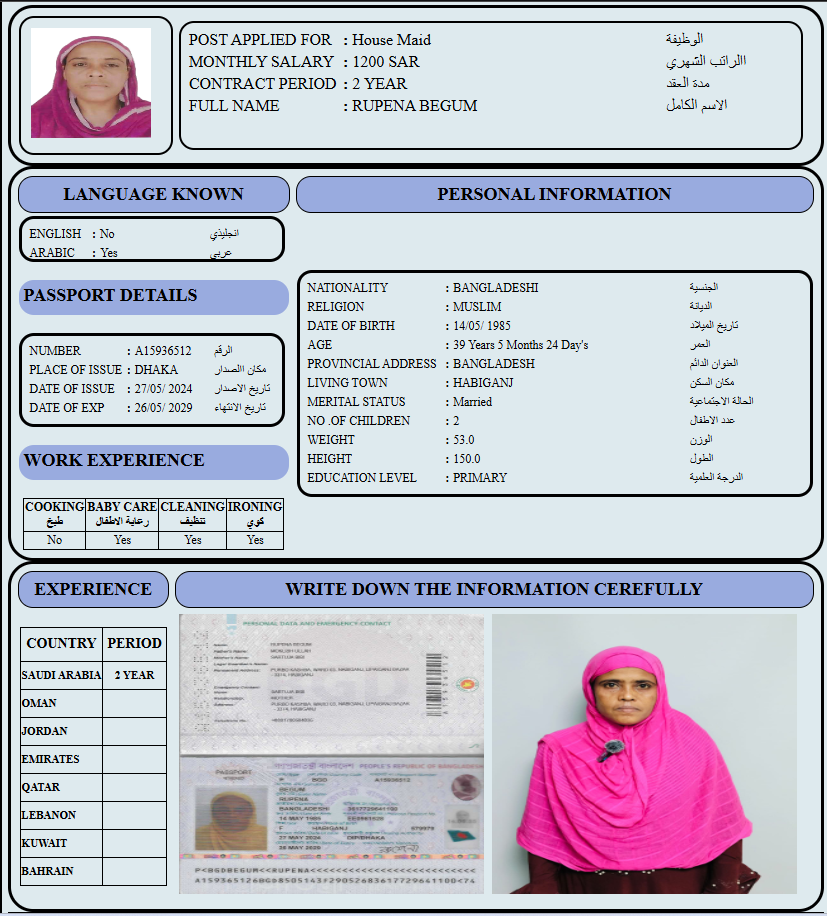 POST APPLIED FOR : House Maid الوظيفة
MONTHLY SALARY : 1200 SAR االراتب الشهري
CONTRACT PERIOD : 2 YEAR مدة العقد
FULL NAME : RUPENA BEGUM الاسم الكامل
LANGUAGE KNOWN
ENGLISH : No انجليذي
ARABIC : Yes عربي
PASSPORT DETAILS
NUMBER : A15936512 الرقم
PLACE OF ISSUE : DHAKA مكان االصدار
DATE OF ISSUE : 27/05/ 2024 تاريخ الاصدار
DATE OF EXP : 26/05/ 2029 تاريخ الانتهاء
WORK EXPERIENCE
COOKING BABY CARE CLEANING IRONING
طبخ رعاية الاطفال تنظيف كوي
No Yes Yes Yes
PERSONAL INFORMATION
NATIONALITY : BANGLADESHI الجنسية
RELIGION : MUSLIM الديانة
DATE OF BIRTH : 14/05/ 1985 تاريخ الميلاد
AGE : 39 Years 5 Months 24 Day's العمر
PROVINCIAL ADDRESS : BANGLADESH العنوان الدائم
LIVING TOWN : HABIGANJ مكان السكن
MERITAL STATUS : Married الحالة الاجتماعية
NO .OF CHILDREN : 2 عدد الاطفال
WEIGHT : 53.0 الوزن
HEIGHT : 150.0 الطول
EDUCATION LEVEL : PRIMARY الدرجة العلمية
EXPERIENCE
COUNTRY PERIOD
SAUDI ARABIA 2 YEAR
OMAN
JORDAN
EMIRATES
QATAR
LEBANON
KUWAIT
BAHRAIN
WRITE DOWN THE INFORMATION CEREFULLY
PERSONAL DATA AND EMERGENCY CONTACT
PASSPORT
PEOPLE'S REPUBLIC OF BANGLADESH
P BGD A15936512
BEGUM
RUPENA
BANGLADESHI
14 MAY 1985
F HABIGANJ
27 MAY 2024 DIP/DHAKA
26 MAY 2029
P<BGDBEGUM<<RUPENA<<<<<<<<<<<<<<<<